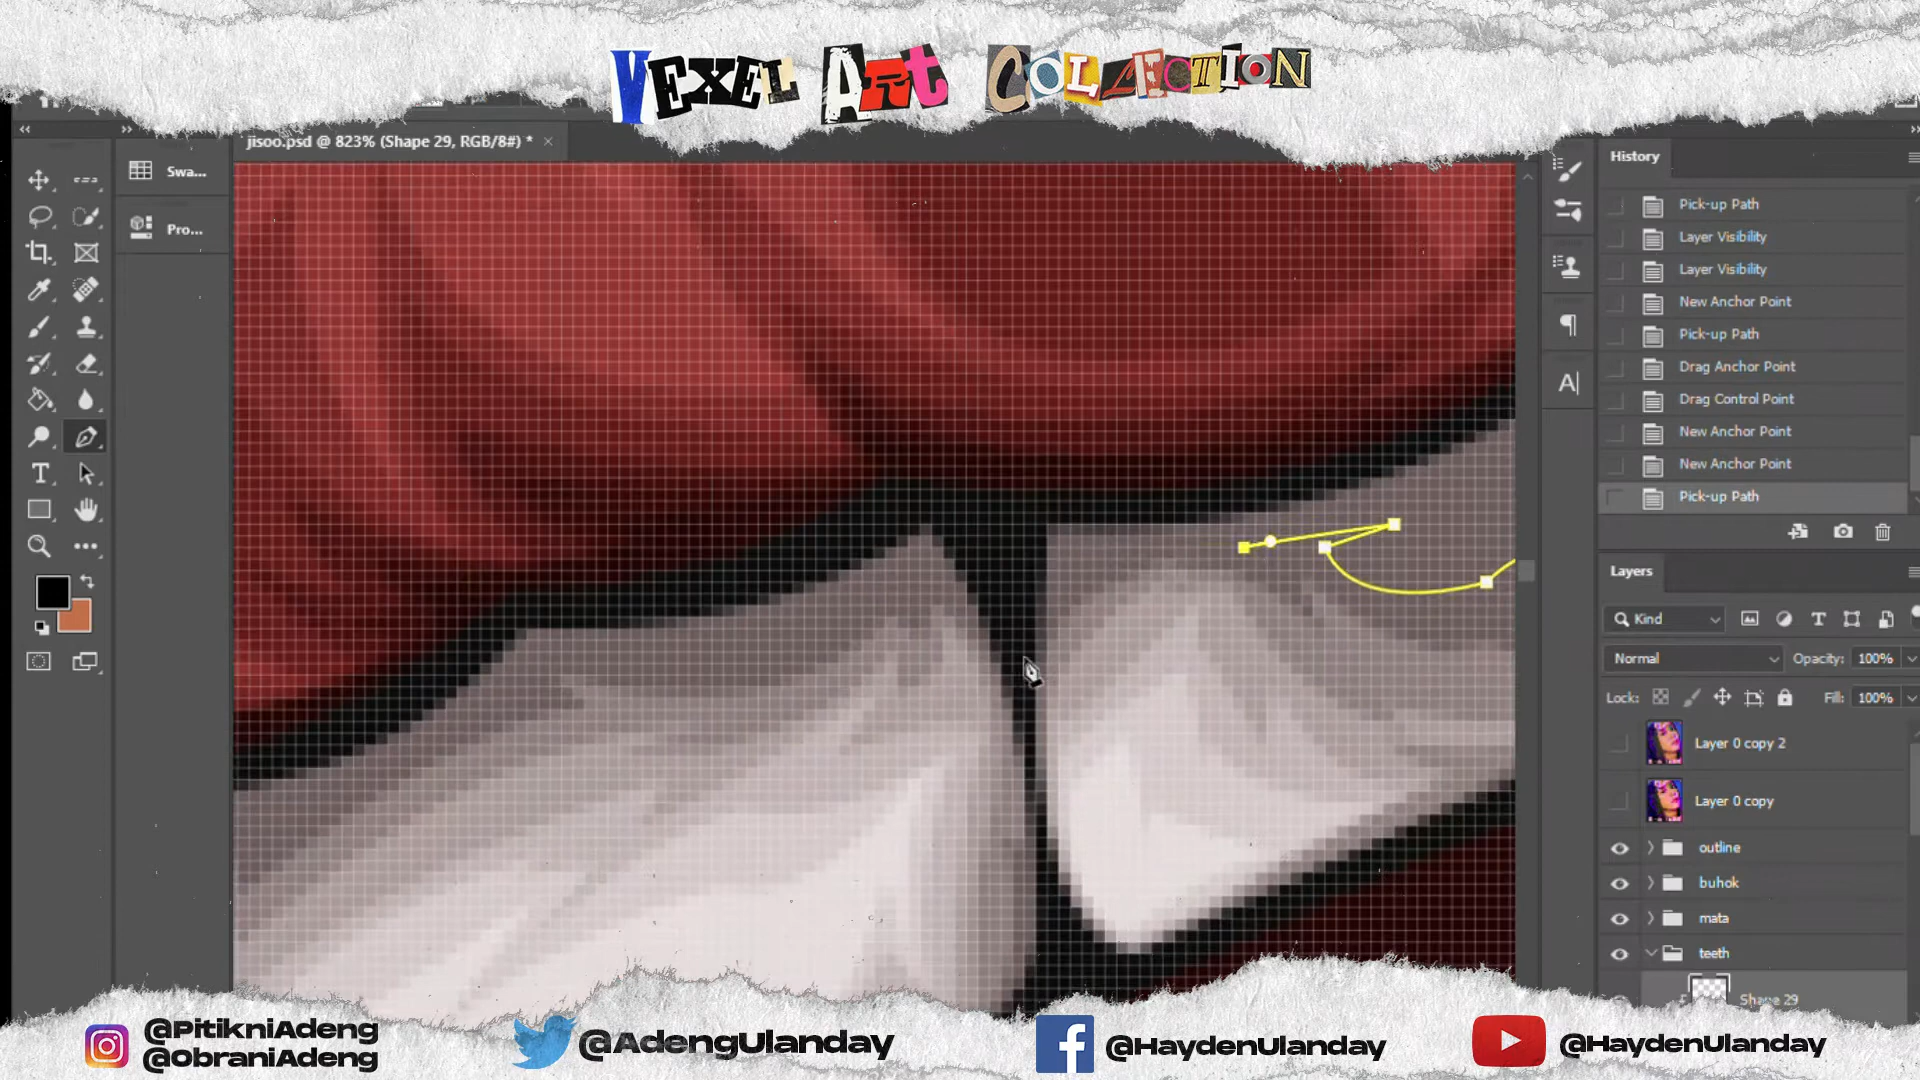 VEXEL ArT COLLECTION
jisoo.psd @ 823% (Shape 29, RGB/8#) *
Swa...
Pro...
History
Pick-up Path
Layer Visibility
Layer Visibility
New Anchor Point
Pick-up Path
Drag Anchor Point
Drag Control Point
New Anchor Point
New Anchor Point
Pick-up Path
Layers
Kind
Normal
Opacity: 100%
Lock:
Fill: 100%
Layer 0 copy 2
Layer 0 copy
outline
buhok
mata
teeth
Shape 29
@PitikniAdeng
@ObraniAdeng
@AdengUlanday
@HaydenUlanday
@HaydenUlanday